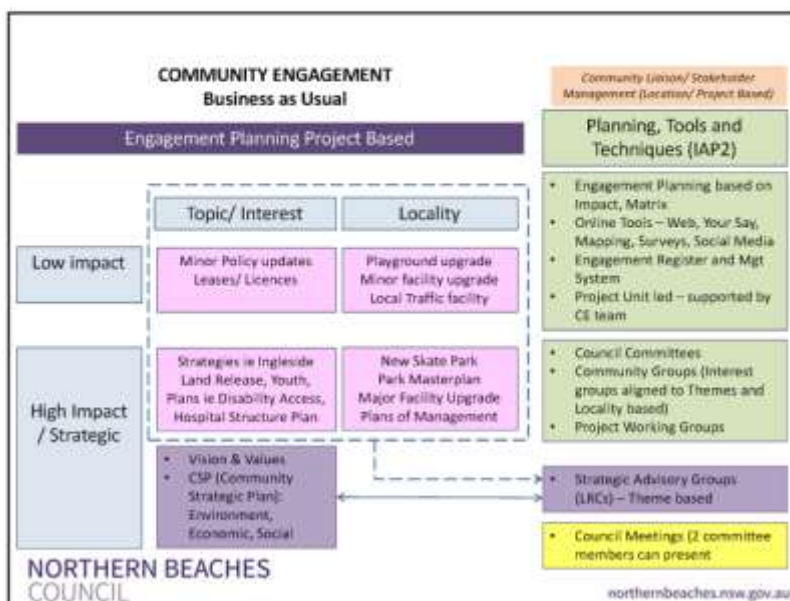 COMMUNITY ENGAGEMENT
Business as Usual
Engagement Planning Project Based
Topic/ Interest
Locality
Low impact
Minor Policy updates
Leases/ Licences
Playground upgrade
Minor facility upgrade
Local Traffic facility
High Impact
/ Strategic
Strategies ie Ingleside
Land Release, Youth,
Plans ie Disability Access,
Hospital Structure Plan
New Skate Park
Park Masterplan
Major Facility Upgrade
Plans of Management
• Vision & Values
• CSP (Community
Strategic Plan):
Environment,
Economic, Social
Community Liaison/ Stakeholder
Management (Location/ Project Based)
Planning, Tools and
Techniques (IAP2)
• Engagement Planning based on
Impact, Matrix
• Online Tools – Web, Your Say,
Mapping, Surveys, Social Media
• Engagement Register and Mgt
System
• Project Unit led – supported by
CE team
• Council Committees
• Community Groups (Interest
groups aligned to Themes and
Locality based)
• Project Working Groups
• Strategic Advisory Groups
(LRCs) – Theme based
• Council Meetings (2 committee
members can present
NORTHERN BEACHES
COUNCIL
northernbeaches.nsw.gov.au